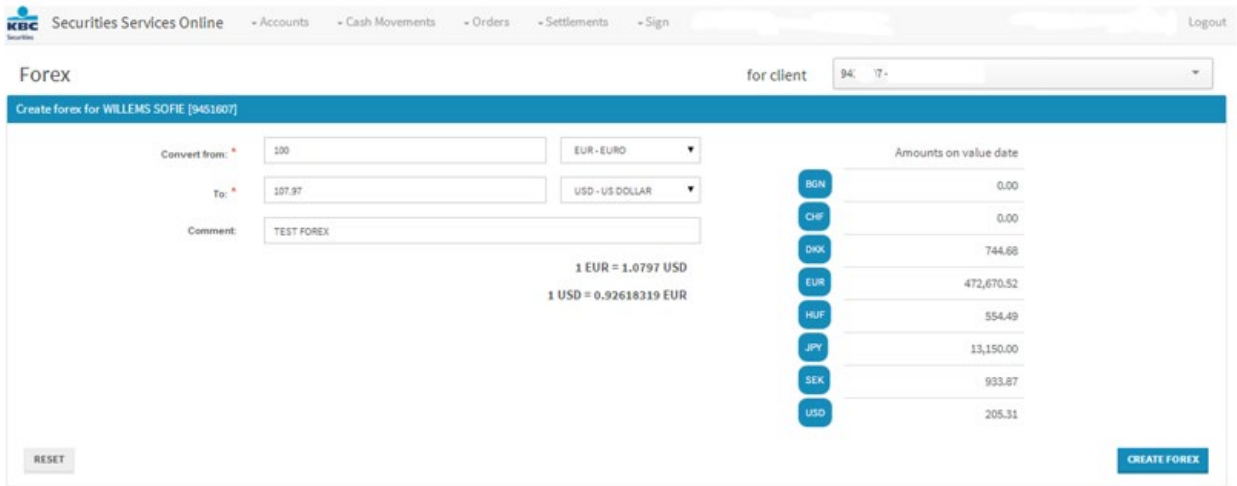 KBC Securities Services Online Accounts Cash Movements Orders Settlements Sign Logout
Securities
Forex for client 94 7-
Create forex for WILLEMS SOFIE [9451607]
Convert from: * 100 EUR - EURO
To: * 107.97 USD - US DOLLAR
Comment: TEST FOREX
1 EUR = 1.0797 USD
1 USD = 0.92618319 EUR
Amounts on value date
BGN 0.00
CHF 0.00
DKK 744.68
EUR 472,670.52
HUF 554.49
JPY 13,150.00
SEK 933.87
USD 205.31
RESET CREATE FOREX